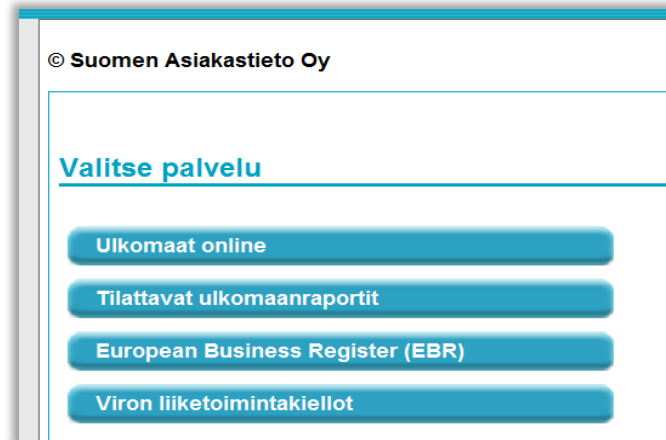 © Suomen Asiakastieto Oy
Valitse palvelu
Ulkomaat online
Tilattavat ulkomaanraportit
European Business Register (EBR)
Viron liiketoimintakiellot